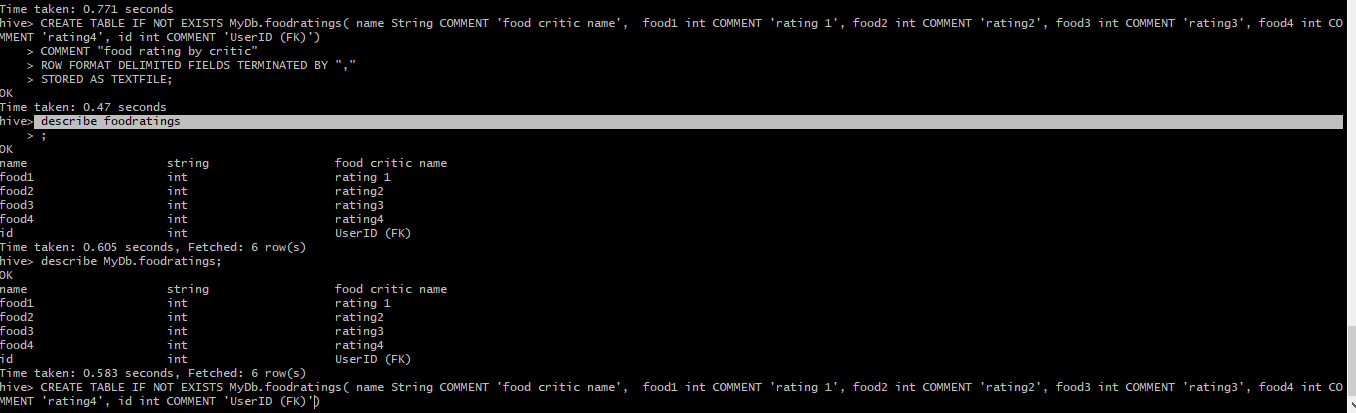 Time taken: 0.771 seconds
hive> CREATE TABLE IF NOT EXISTS MyDb.foodratings( name String COMMENT 'food critic name',  food1 int COMMENT 'rating 1', food2 int COMMENT 'rating2', food3 int COMMENT 'rating3', food4 int CO
MMENT 'rating4', id int COMMENT 'UserID (FK)')
    > COMMENT "food rating by critic"
    > ROW FORMAT DELIMITED FIELDS TERMINATED BY ","
    > STORED AS TEXTFILE;
OK
Time taken: 0.47 seconds
hive> describe foodratings
    > ;
OK
name                    string                  food critic name
food1                   int                     rating 1
food2                   int                     rating2
food3                   int                     rating3
food4                   int                     rating4
id                      int                     UserID (FK)
Time taken: 0.605 seconds, Fetched: 6 row(s)
hive> describe MyDb.foodratings;
OK
name                    string                  food critic name
food1                   int                     rating 1
food2                   int                     rating2
food3                   int                     rating3
food4                   int                     rating4
id                      int                     UserID (FK)
Time taken: 0.583 seconds, Fetched: 6 row(s)
hive> CREATE TABLE IF NOT EXISTS MyDb.foodratings( name String COMMENT 'food critic name',  food1 int COMMENT 'rating 1', food2 int COMMENT 'rating2', food3 int COMMENT 'rating3', food4 int CO
MMENT 'rating4', id int COMMENT 'UserID (FK)')